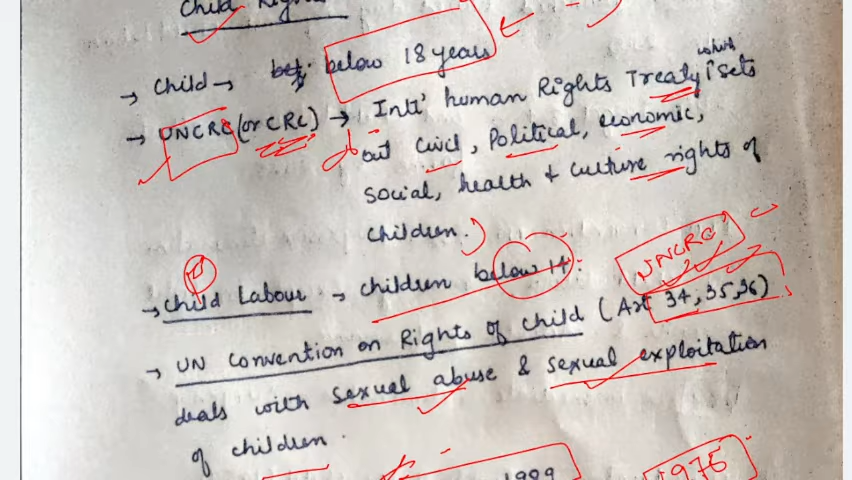 Child Rights
→ Child → below 18 years
→ UNCRC (or CRC) → Intl' human Rights Treaty which sets
out Civil, Political, economic,
social, health & culture rights of
children.
UNCRC
→ Child Labour → children below 14.
→ UN Convention on Rights of child (Art 34, 35, 36)
deals with sexual abuse & sexual exploitation
of children.
1989
1975